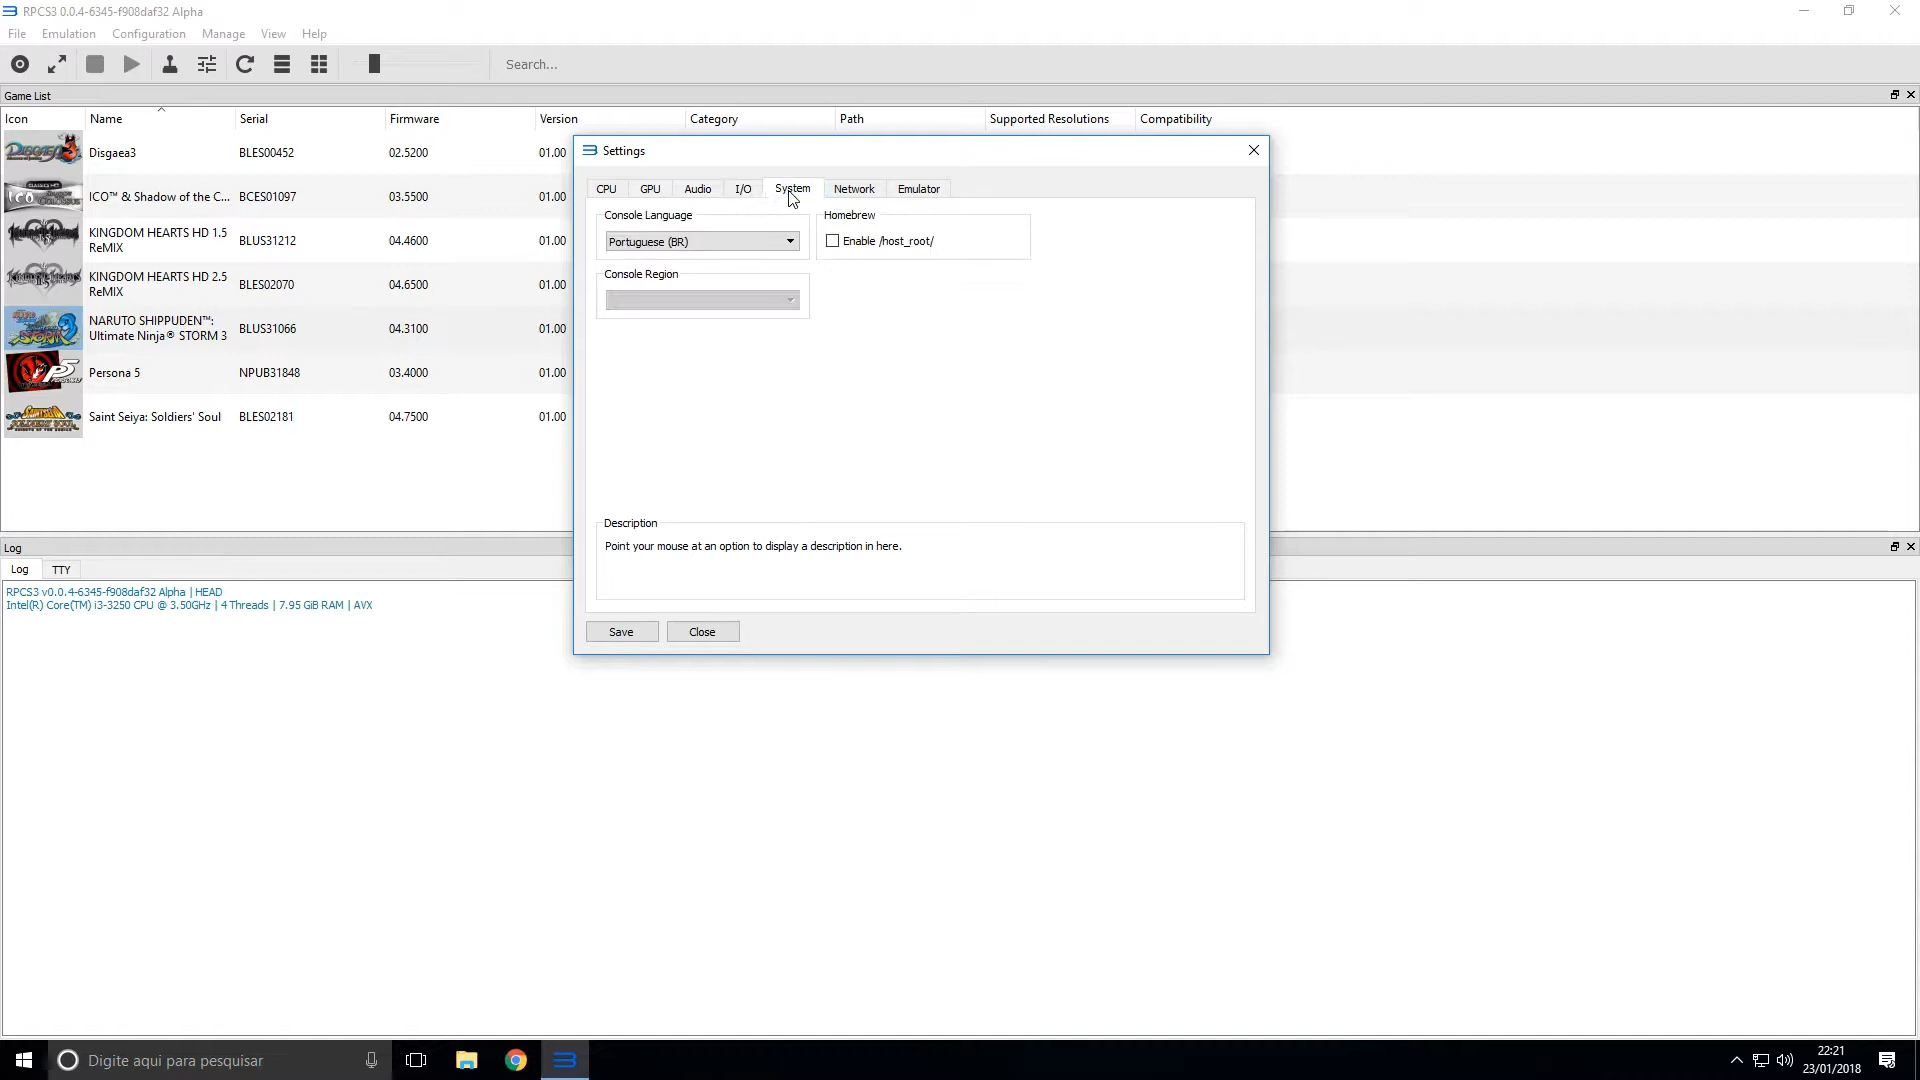 RPCS3 0.0.4-6345-f908daf32 Alpha
File Emulation Configuration Manage View Help
Search...
Game List
Icon Name Serial Firmware Version Category Path Supported Resolutions Compatibility
Disgaea3 BLES00452 02.5200 01.00
ICO™ & Shadow of the C... BCES01097 03.5500 01.00
KINGDOM HEARTS HD 1.5
ReMIX BLUS31212 04.4600 01.00
KINGDOM HEARTS HD 2.5
ReMIX BLES02070 04.6500 01.00
NARUTO SHIPPUDEN™:
Ultimate Ninja® STORM 3 BLUS31066 04.3100 01.00
Persona 5 NPUB31848 03.4000 01.00
Saint Seiya: Soldiers' Soul BLES02181 04.7500 01.00
Settings
CPU GPU Audio I/O System Network Emulator
Console Language
Portuguese (BR)
Homebrew
Enable /host_root/
Console Region
Description
Point your mouse at an option to display a description in here.
Save Close
Log
Log TTY
RPCS3 v0.0.4-6345-f908daf32 Alpha | HEAD
Intel(R) Core(TM) i3-3250 CPU @ 3.50GHz | 4 Threads | 7.95 GiB RAM | AVX
Digite aqui para pesquisar
22:21
23/01/2018